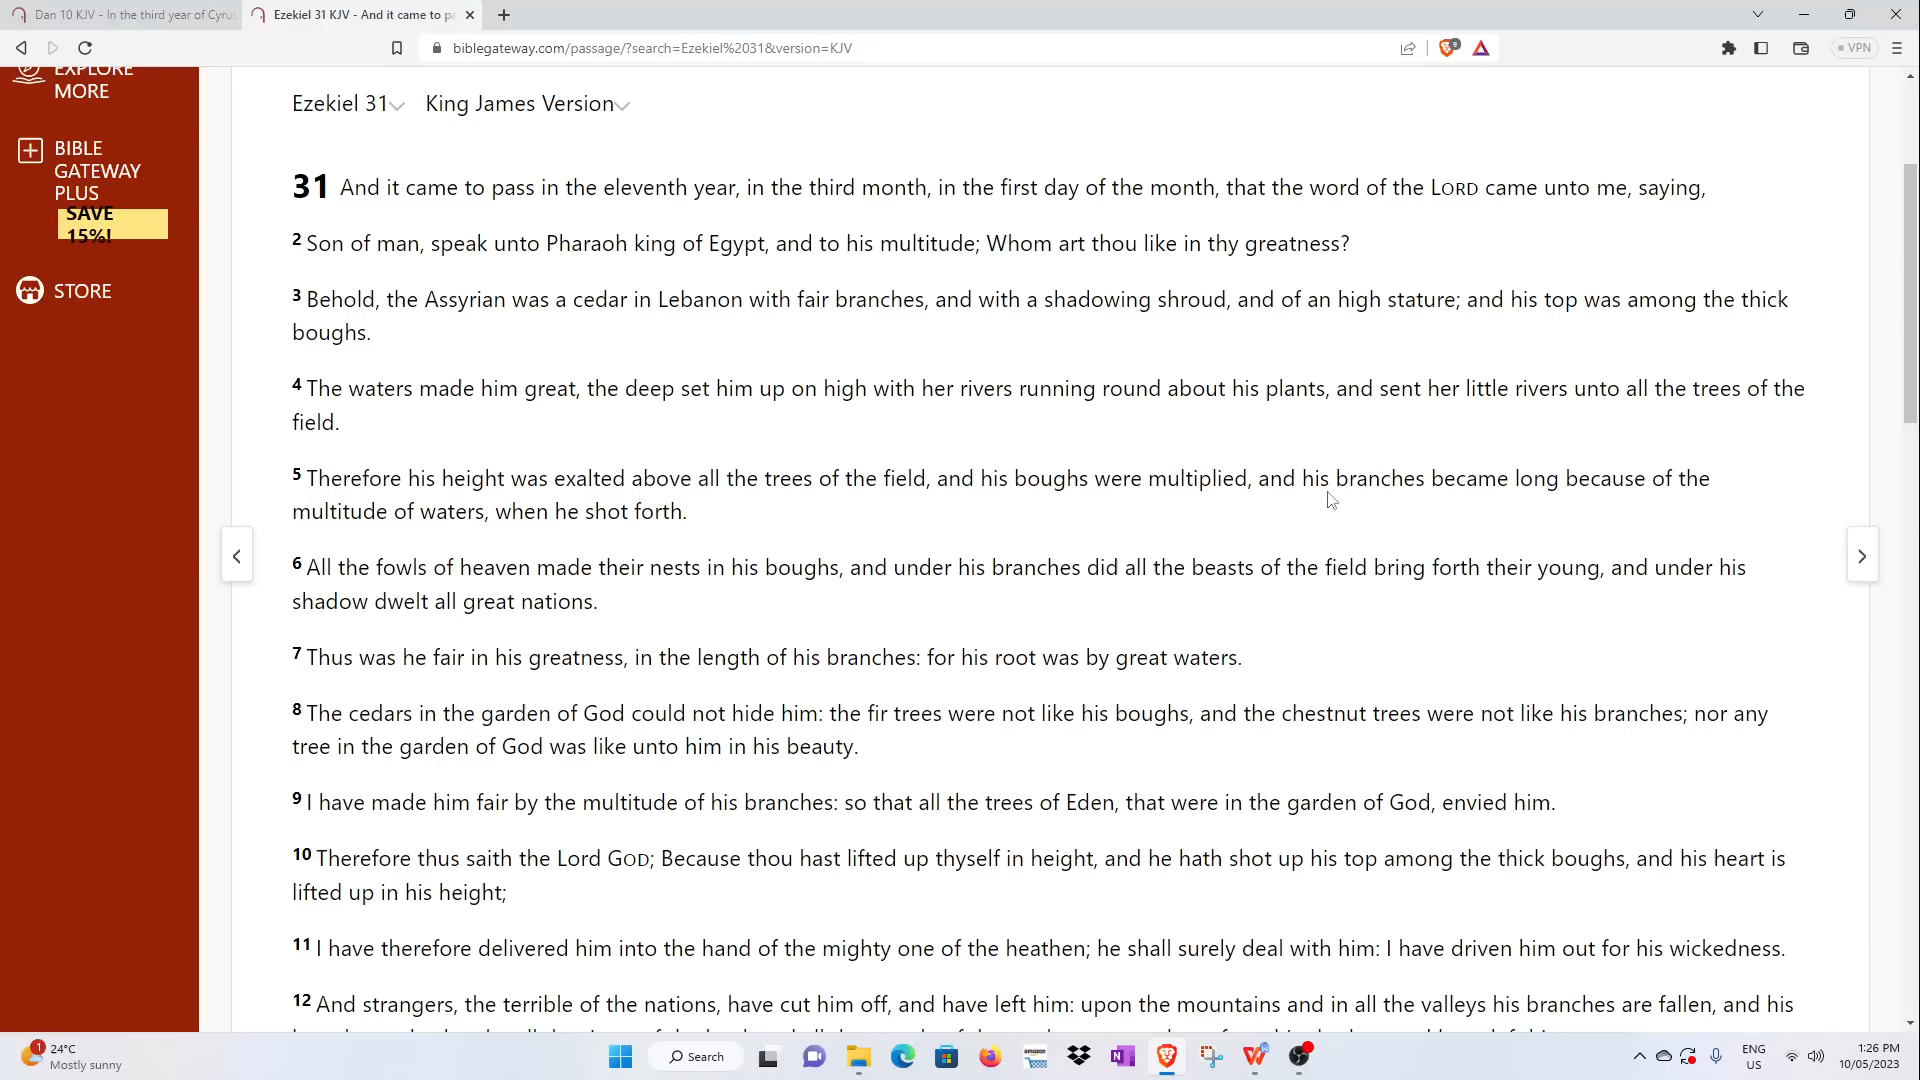 Dan 10 KJV - In the third year of Cyrus
Ezekiel 31 KJV - And it came to pa
biblegateway.com/passage/?search=Ezekiel%2031&version=KJV
9
VPN
EXPLORE
MORE
BIBLE
GATEWAY
PLUS
SAVE
15%!
STORE
Ezekiel 31 King James Version
31 And it came to pass in the eleventh year, in the third month, in the first day of the month, that the word of the LORD came unto me, saying,
2 Son of man, speak unto Pharaoh king of Egypt, and to his multitude; Whom art thou like in thy greatness?
3 Behold, the Assyrian was a cedar in Lebanon with fair branches, and with a shadowing shroud, and of an high stature; and his top was among the thick
boughs.
4 The waters made him great, the deep set him up on high with her rivers running round about his plants, and sent her little rivers unto all the trees of the
field.
5 Therefore his height was exalted above all the trees of the field, and his boughs were multiplied, and his branches became long because of the
multitude of waters, when he shot forth.
6 All the fowls of heaven made their nests in his boughs, and under his branches did all the beasts of the field bring forth their young, and under his
shadow dwelt all great nations.
7 Thus was he fair in his greatness, in the length of his branches: for his root was by great waters.
8 The cedars in the garden of God could not hide him: the fir trees were not like his boughs, and the chestnut trees were not like his branches; nor any
tree in the garden of God was like unto him in his beauty.
9 I have made him fair by the multitude of his branches: so that all the trees of Eden, that were in the garden of God, envied him.
10 Therefore thus saith the Lord GOD; Because thou hast lifted up thyself in height, and he hath shot up his top among the thick boughs, and his heart is
lifted up in his height;
11 I have therefore delivered him into the hand of the mighty one of the heathen; he shall surely deal with him: I have driven him out for his wickedness.
12 And strangers, the terrible of the nations, have cut him off, and have left him: upon the mountains and in all the valleys his branches are fallen, and his
1
24°C
Mostly sunny
Search
amazon
ENG
US
1:26 PM
10/05/2023